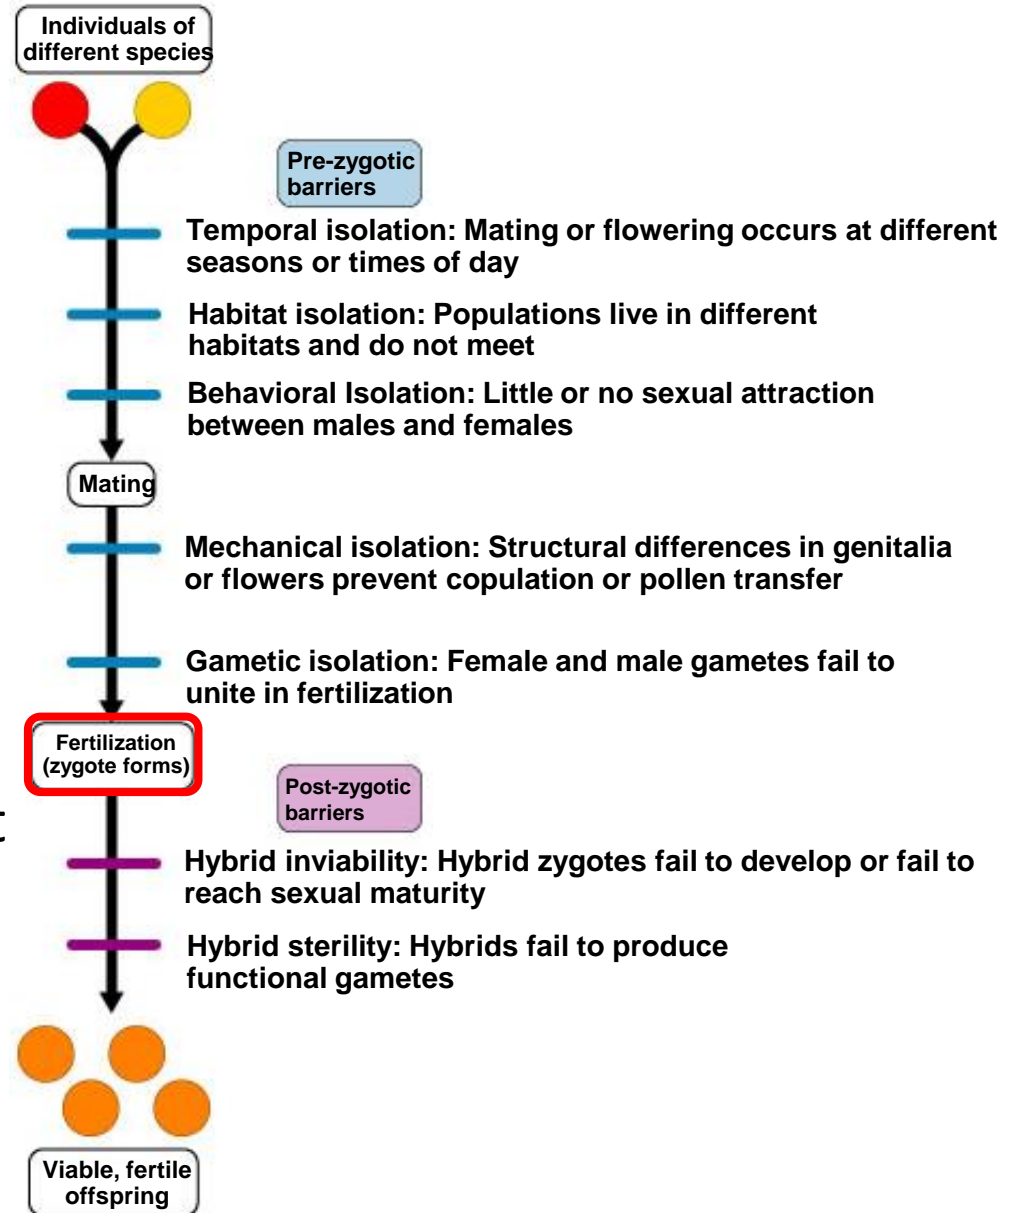 Individuals of
different species
Pre-zygotic
barriers
Temporal isolation: Mating or flowering occurs at different
seasons or times of day
Habitat isolation: Populations live in different
habitats and do not meet
Behavioral Isolation: Little or no sexual attraction
between males and females
Mating
Mechanical isolation: Structural differences in genitalia
or flowers prevent copulation or pollen transfer
Gametic isolation: Female and male gametes fail to
unite in fertilization
Fertilization
(zygote forms)
Post-zygotic
barriers
Hybrid inviability: Hybrid zygotes fail to develop or fail to
reach sexual maturity
Hybrid sterility: Hybrids fail to produce
functional gametes
Viable, fertile
offspring